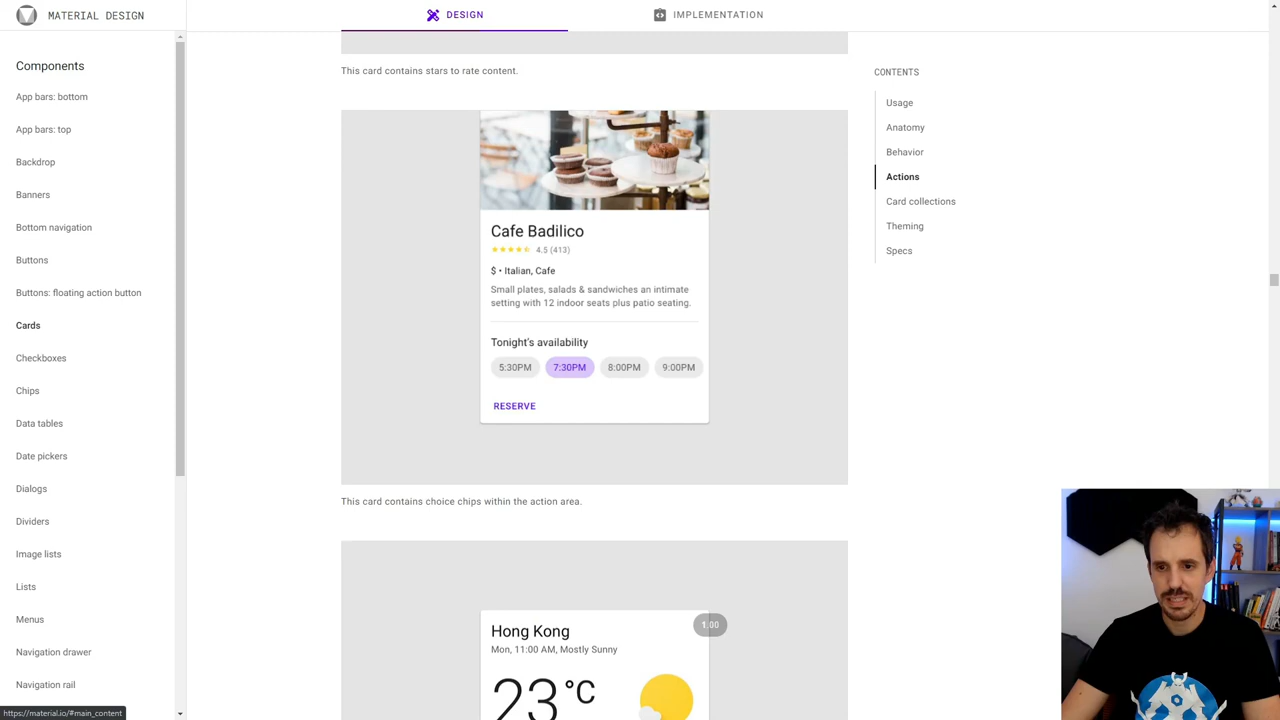 MATERIAL DESIGN
DESIGN
IMPLEMENTATION
Components
App bars: bottom
App bars: top
Backdrop
Banners
Bottom navigation
Buttons
Buttons: floating action button
Cards
Checkboxes
Chips
Data tables
Date pickers
Dialogs
Dividers
Image lists
Lists
Menus
Navigation drawer
Navigation rail
https://material.io/#main_content
This card contains stars to rate content.
Cafe Badilico
4.5 (413)
$ • Italian, Cafe
Small plates, salads & sandwiches an intimate
setting with 12 indoor seats plus patio seating.
Tonight's availability
5:30PM 7:30PM 8:00PM 9:00PM
RESERVE
This card contains choice chips within the action area.
Hong Kong
1.00
Mon, 11:00 AM, Mostly Sunny
23°C
CONTENTS
Usage
Anatomy
Behavior
Actions
Card collections
Theming
Specs